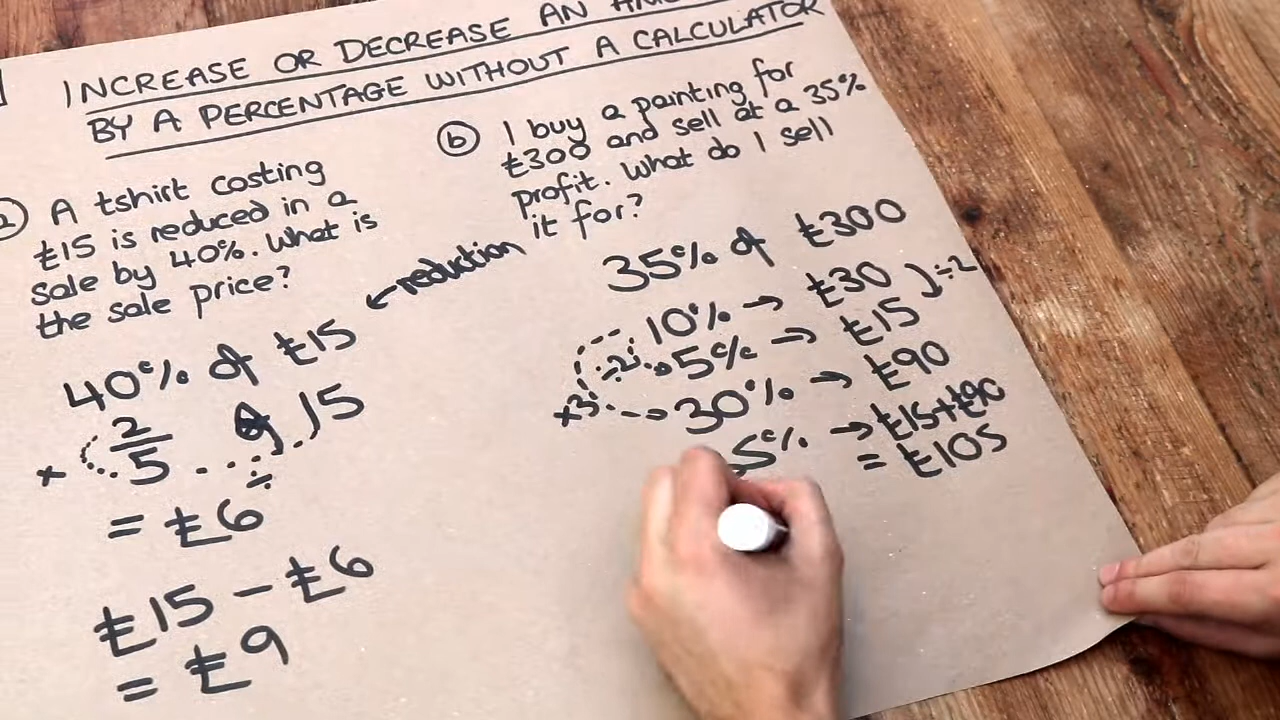 INCREASE OR DECREASE AN
BY A PERCENTAGE WITHOUT A CALCULATOR
A tshirt costing
£15 is reduced in a
sale by 40%. What is
the sale price?
← reduction
40% of £15
2/5 of 15
× ÷
= £6
£15 - £6
= £9
b I buy a painting for
£300 and sell at a 35%
profit. What do I sell
it for?
35% of £300
10% → £30 ÷2
÷2 5% → £15
×3 30% → £90
5% → £15+£90
= £105